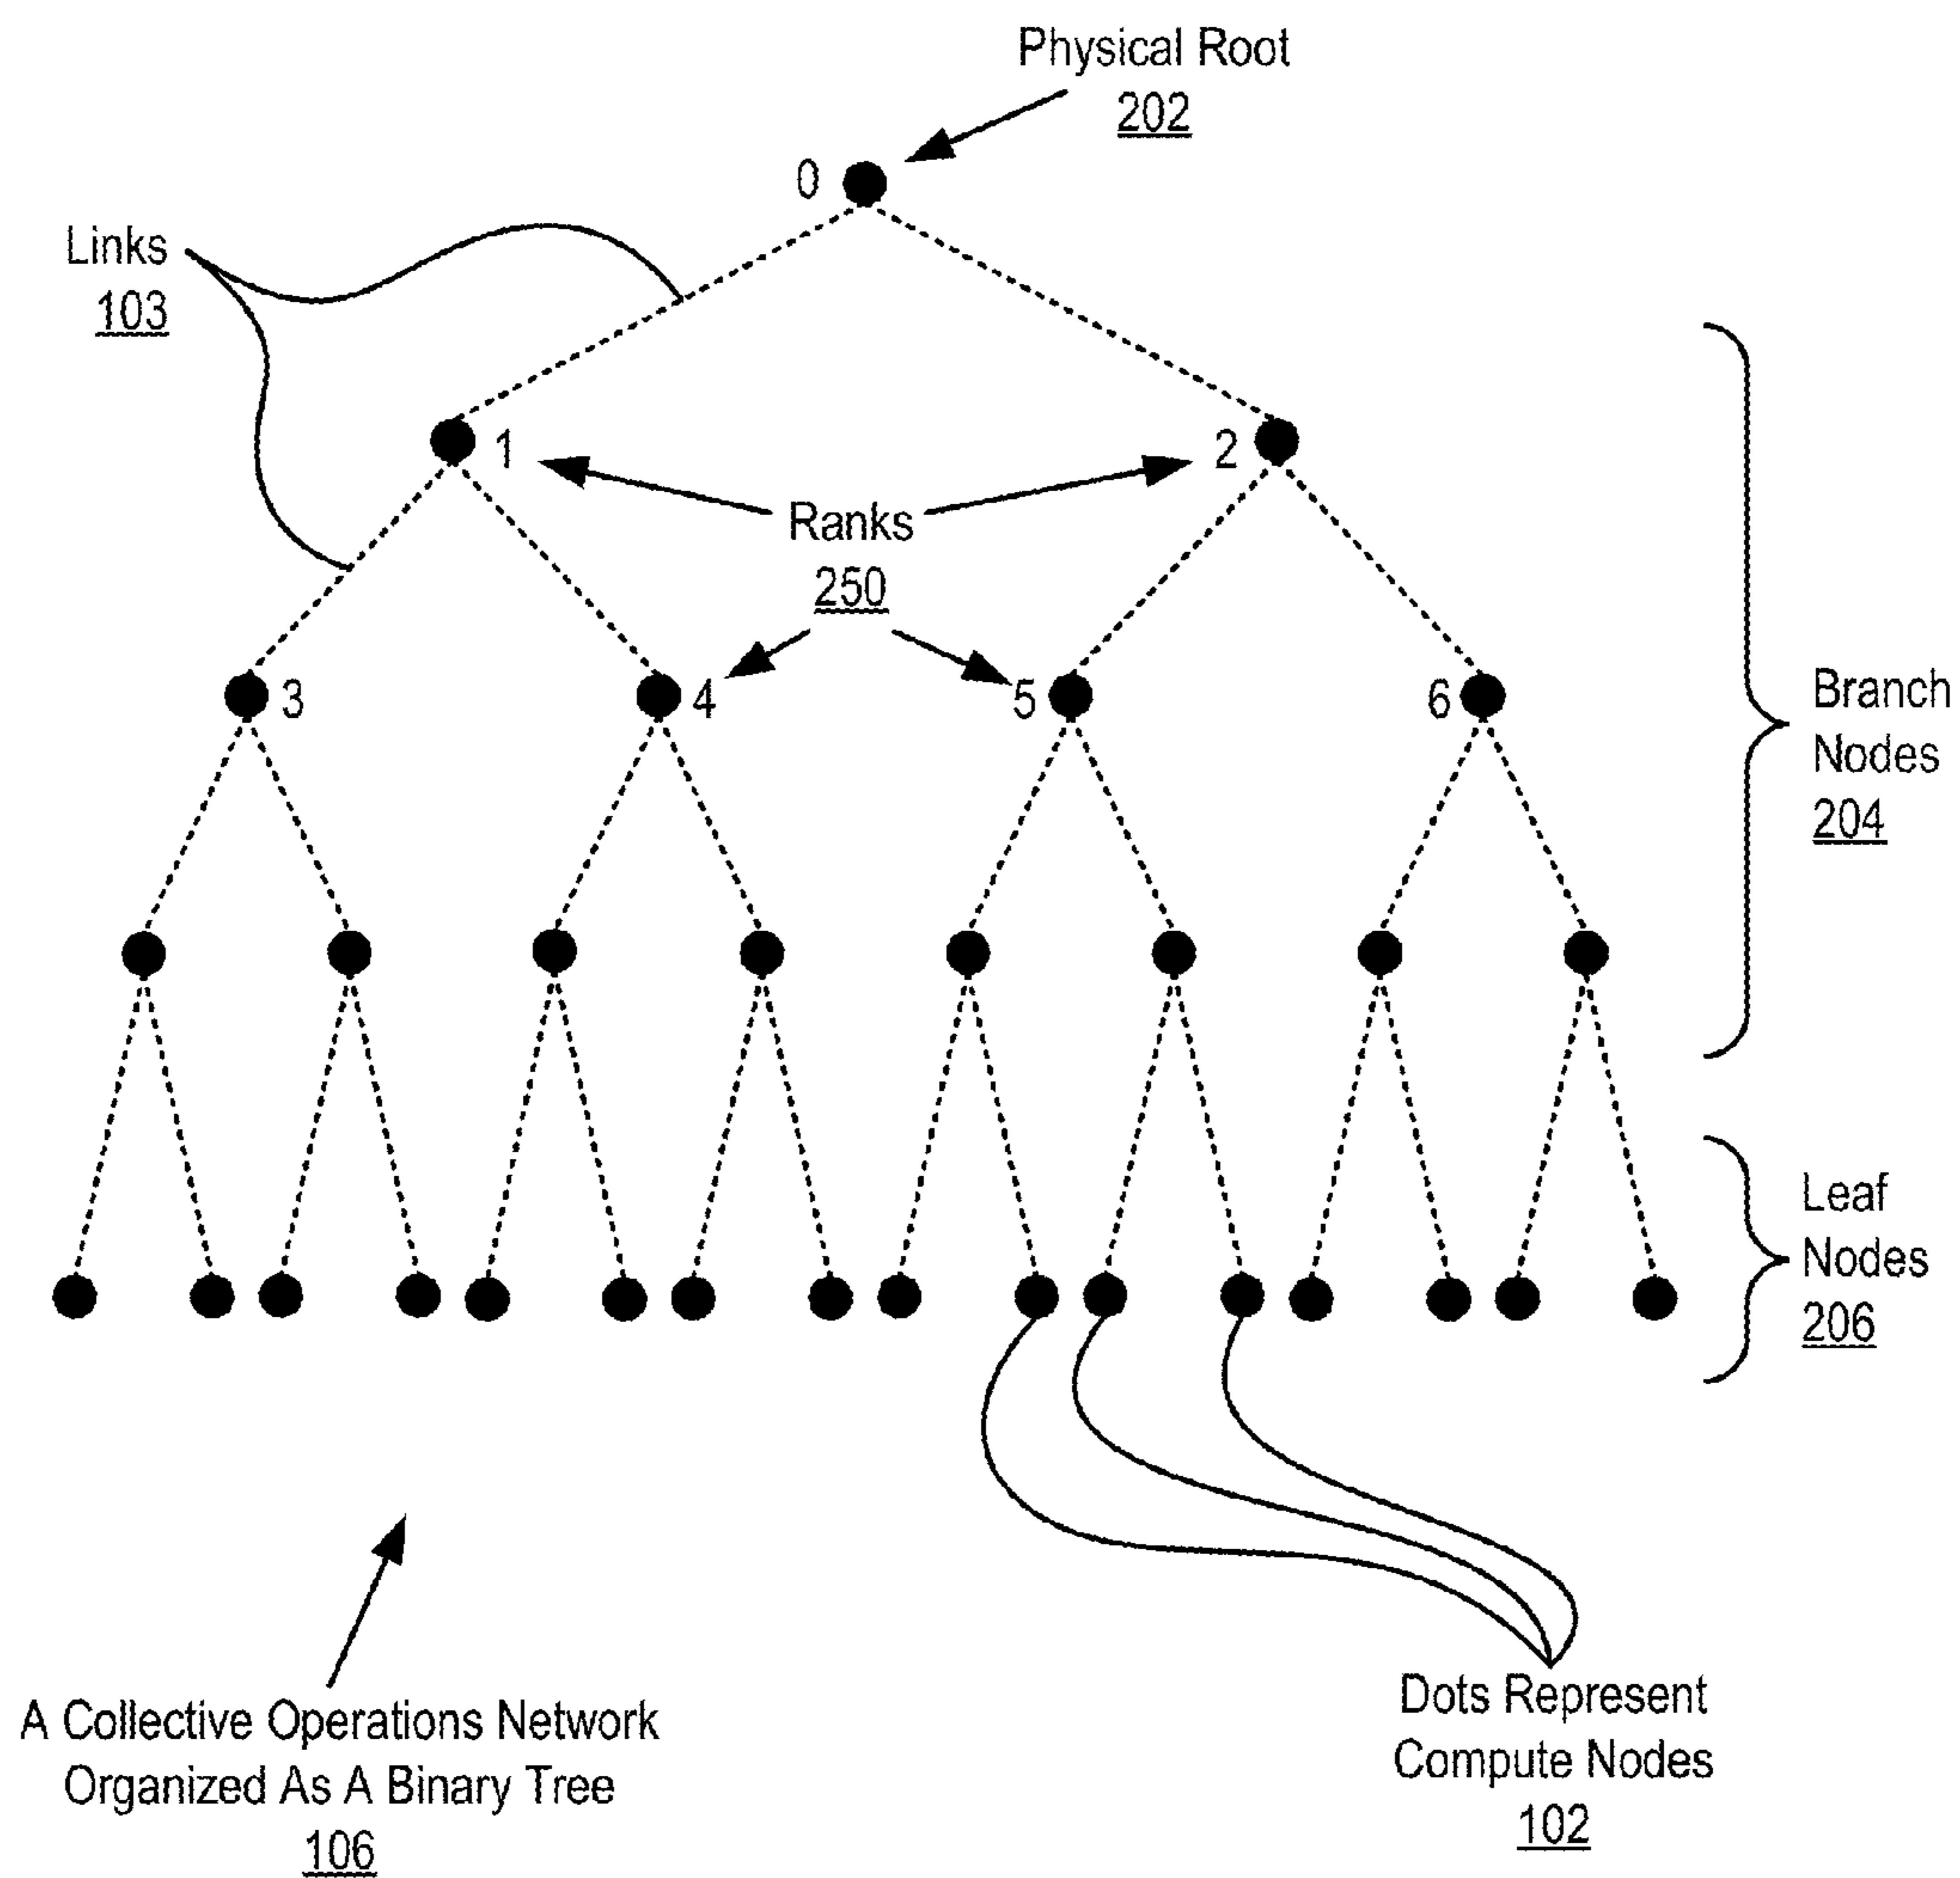 Physical Root
202
0
Links
103
1
2
Ranks
250
3
4
5
6
Branch
Nodes
204
Leaf
Nodes
206
A Collective Operations Network
Organized As A Binary Tree
106
Dots Represent
Compute Nodes
102